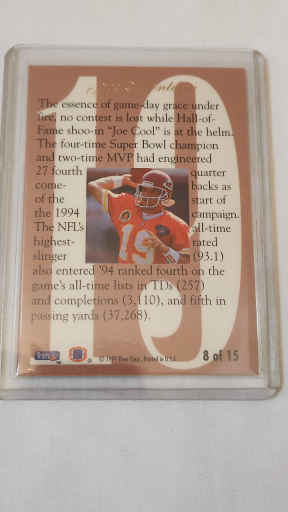 The essence of game-day grace under
fire, no contest is lost while Hall-of-
Fame shoo-in "Joe Cool" is at the helm.
The four-time Super Bowl champion
and two-time MVP had engineered
27 fourth quarter
come- backs as
of the start of
the 1994 campaign.
The NFL's all-time
highest- rated
slinger (93.1)
also entered '94 ranked fourth on the
game's all-time lists in TDs (257)
and completions (3,110), and fifth in
passing yards (37,268).
19
8 of 15